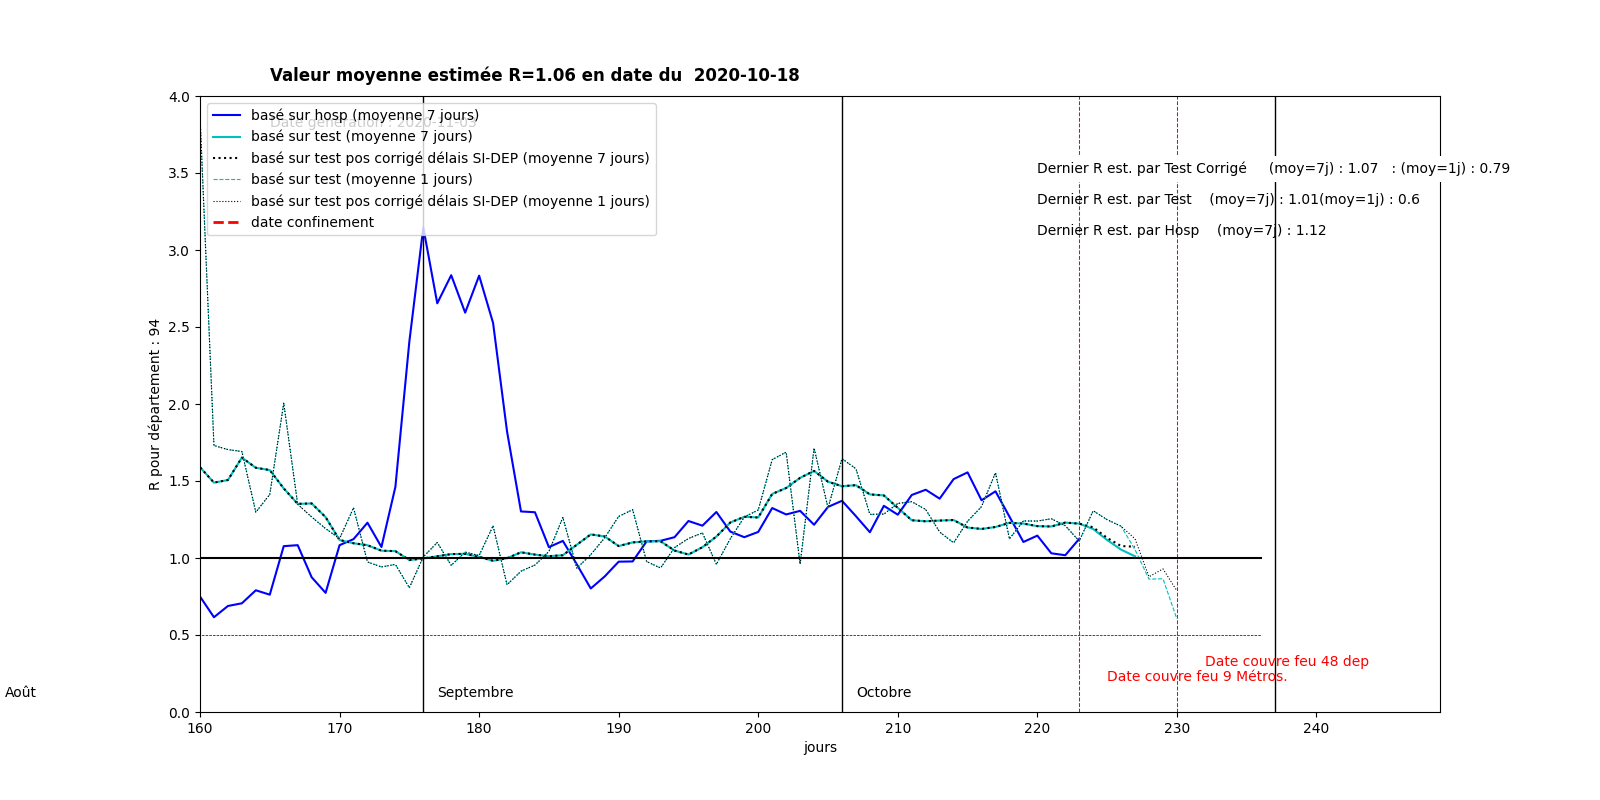 Valeur moyenne estimée R=1.06 en date du  2020-10-18
Date génération : 2020-11-05
basé sur hosp (moyenne 7 jours)
basé sur test (moyenne 7 jours)
basé sur test pos corrigé délais SI-DEP (moyenne 7 jours)
basé sur test (moyenne 1 jours)
basé sur test pos corrigé délais SI-DEP (moyenne 1 jours)
date confinement
Dernier R est. par Test Corrigé     (moy=7j) : 1.07   : (moy=1j) : 0.79
Dernier R est. par Test    (moy=7j) : 1.01(moy=1j) : 0.6
Dernier R est. par Hosp    (moy=7j) : 1.12
R pour département : 94
4.0
3.5
3.0
2.5
2.0
1.5
1.0
0.5
0.0
Date couvre feu 48 dep
Date couvre feu 9 Métros.
Août
Septembre
Octobre
160 170 180 190 200 210 220 230 240
jours